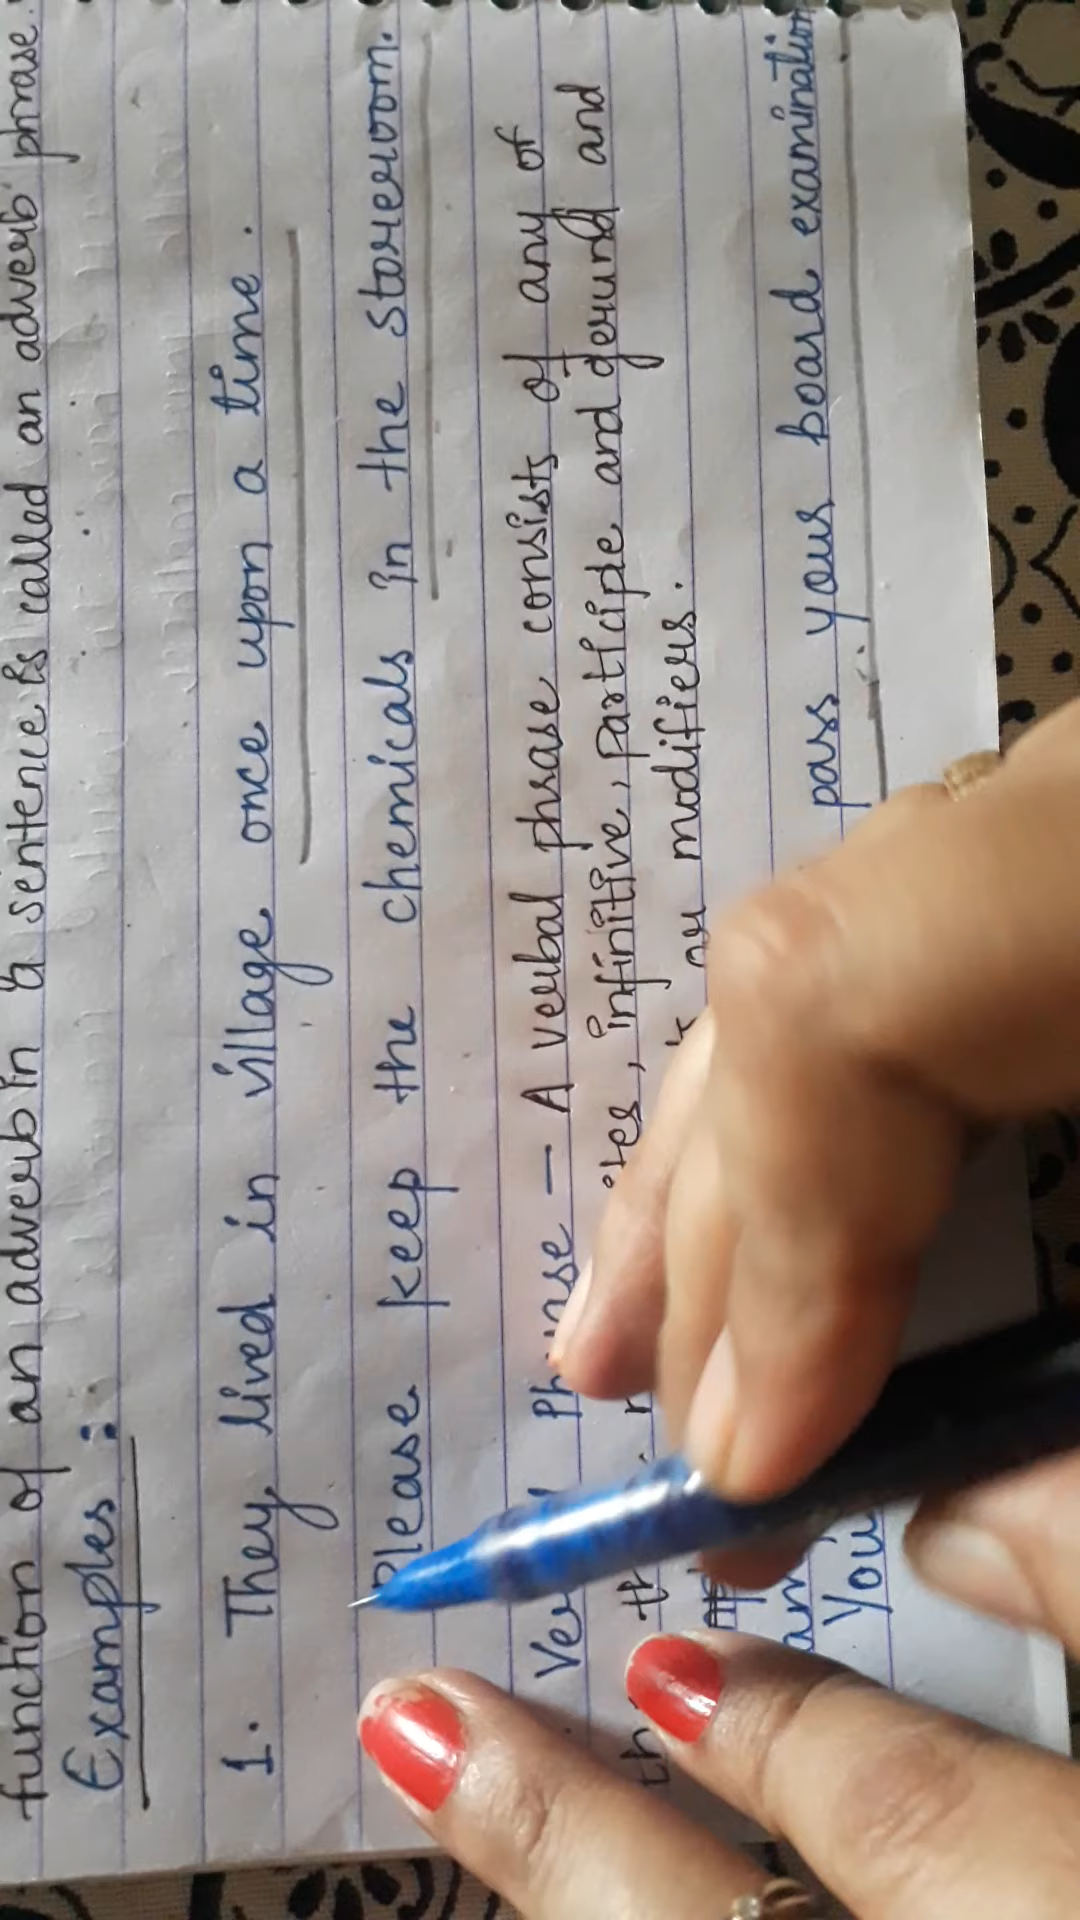 function of an adverb in a sentence is called an adverb phrase.
Examples :
1. They lived in village once upon a time.
Please keep the chemicals in the storeroom.
Phrase – A verbal phrase consists of any of
infinitive, participle and gerund and
or modifiers.
pass your board examination